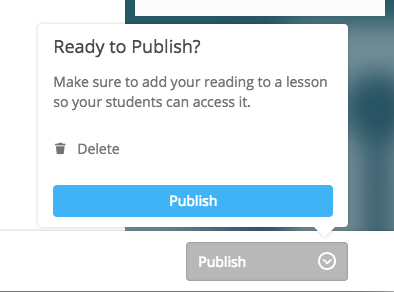 Ready to Publish?
Make sure to add your reading to a lesson
so your students can access it.
Delete
Publish
Publish